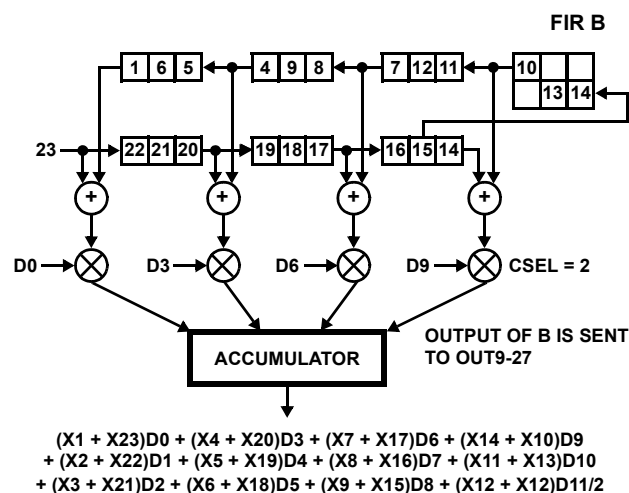 FIR B
1 6 5 4 9 8 7 12 11 10
13 14
23 22 21 20 19 18 17 16 15 14
+ + + +
D0 D3 D6 D9 CSEL = 2
OUTPUT OF B IS SENT
TO OUT9-27
ACCUMULATOR
(X1 + X23)D0 + (X4 + X20)D3 + (X7 + X17)D6 + (X14 + X10)D9
+ (X2 + X22)D1 + (X5 + X19)D4 + (X8 + X16)D7 + (X11 + X13)D10
+ (X3 + X21)D2 + (X6 + X18)D5 + (X9 + X15)D8 + (X12 + X12)D11/2